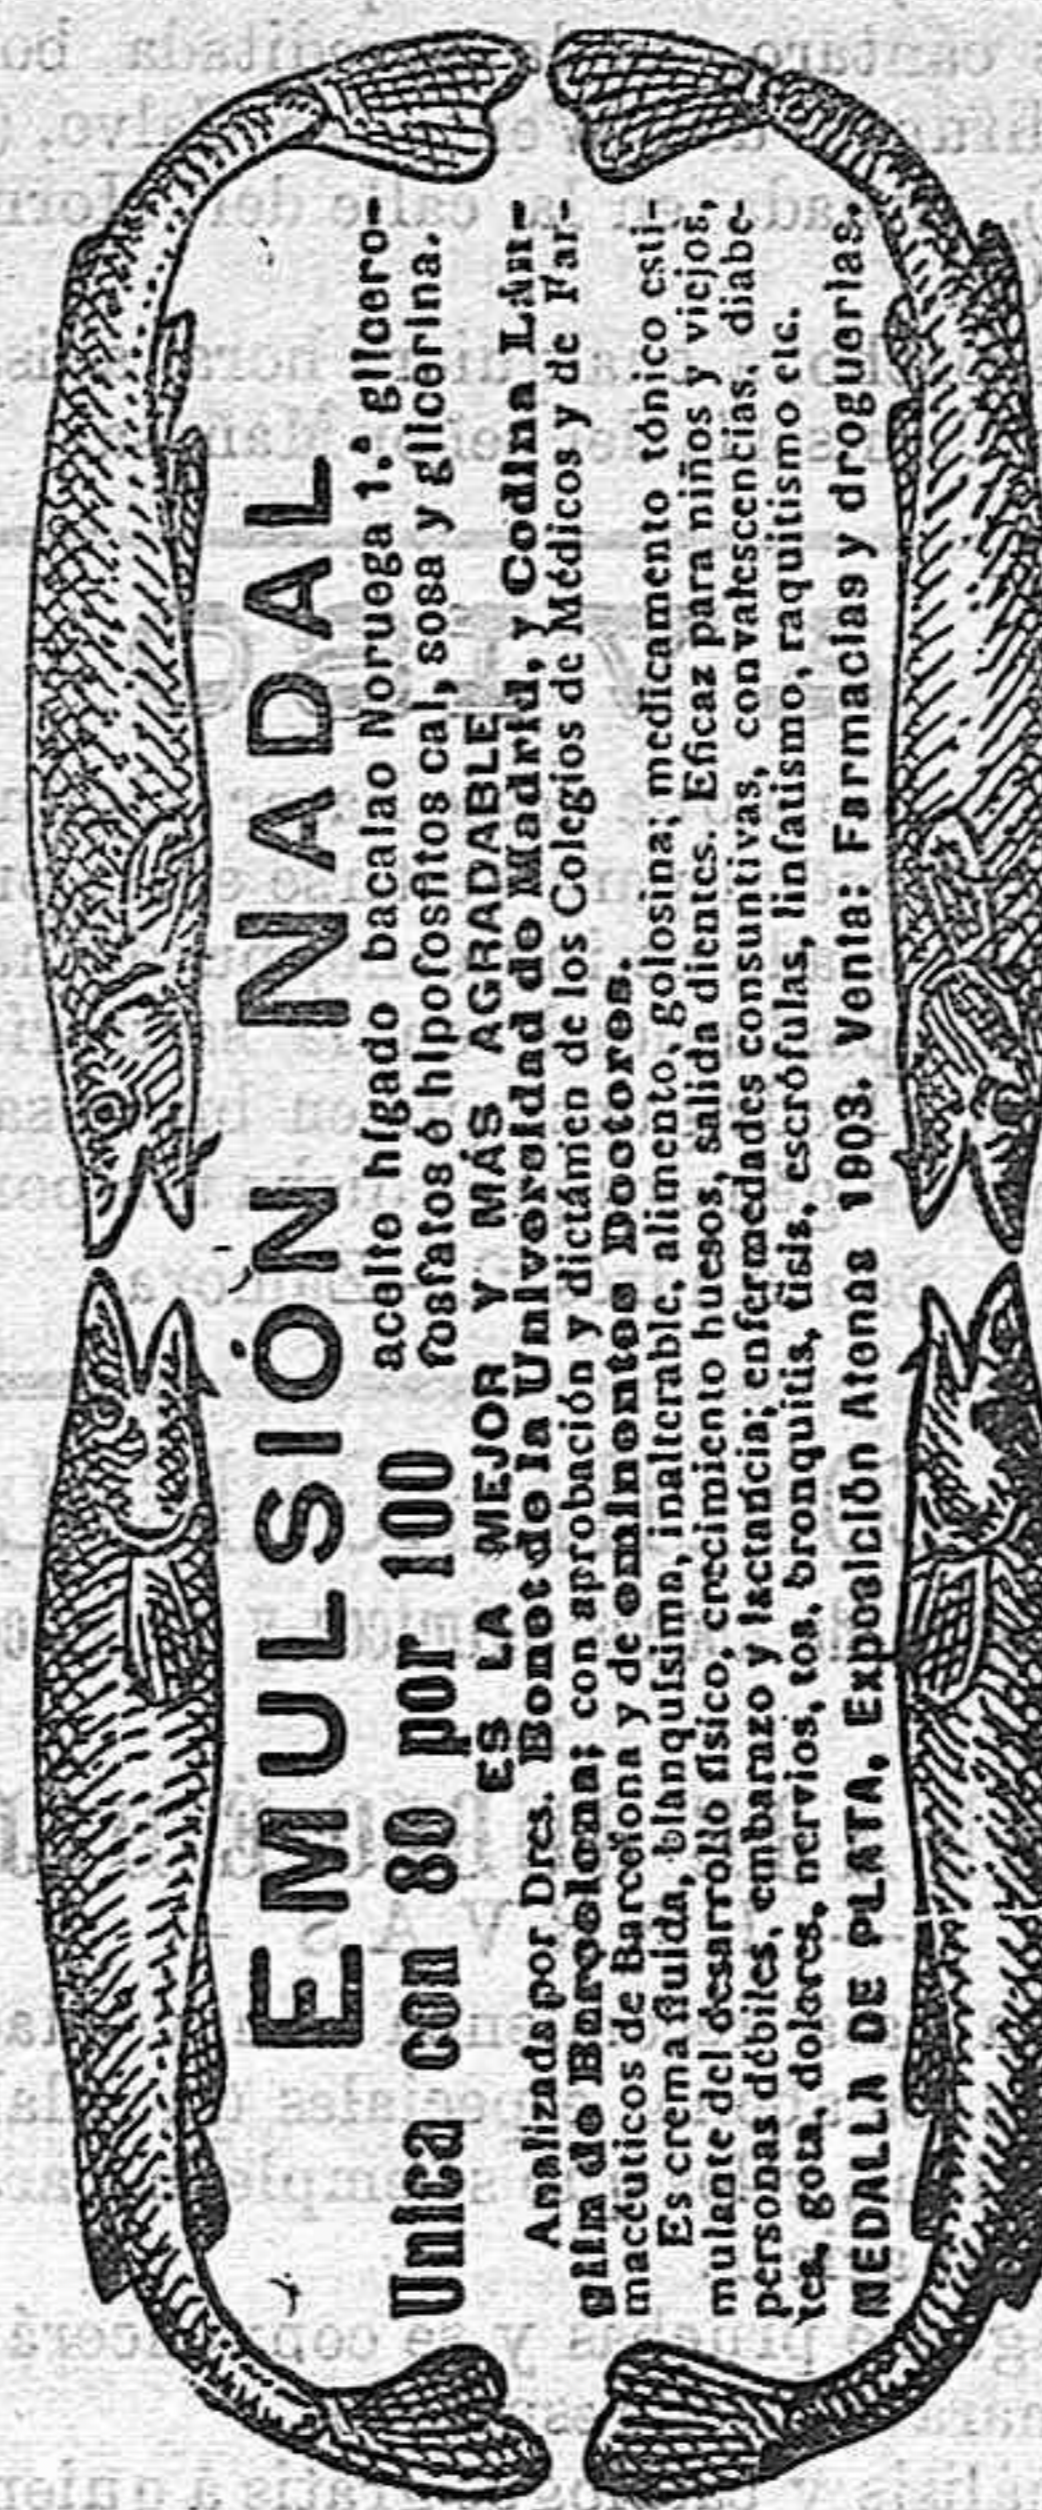 EMULSIÓN NADAL
Unica con 80 por 100 aceite hígado bacalao Noruega 1.ª glicero-
fosfatos ó hipofosfitos cal, sosa y glicerina.
ES LA MEJOR Y MÁS AGRADABLE
Analizada por Dres. Bonet de la Universidad de Madrid, y Codina Län-
glin de Barcelona; con aprobación y dictámen de los Colegios de Médicos y de Far-
macéuticos de Barcelona y de eminentes Doctores.
Es crema fluida, blanquísima, inalterable, alimento, golosina; medicamento tónico esti-
mulante del desarrollo físico, crecimiento huesos, salida dientes. Eficaz para niños y viejos,
personas débiles, embarazo y lactancia; enfermedades consuntivas, convalescencias, diabe-
tes, gota, dolores, nervios, tos, bronquitis, tisis, escrófulas, linfatismo, raquitismo etc.
MEDALLA DE PLATA, Exposición Atenas 1903. Venta: Farmacias y droguerías.